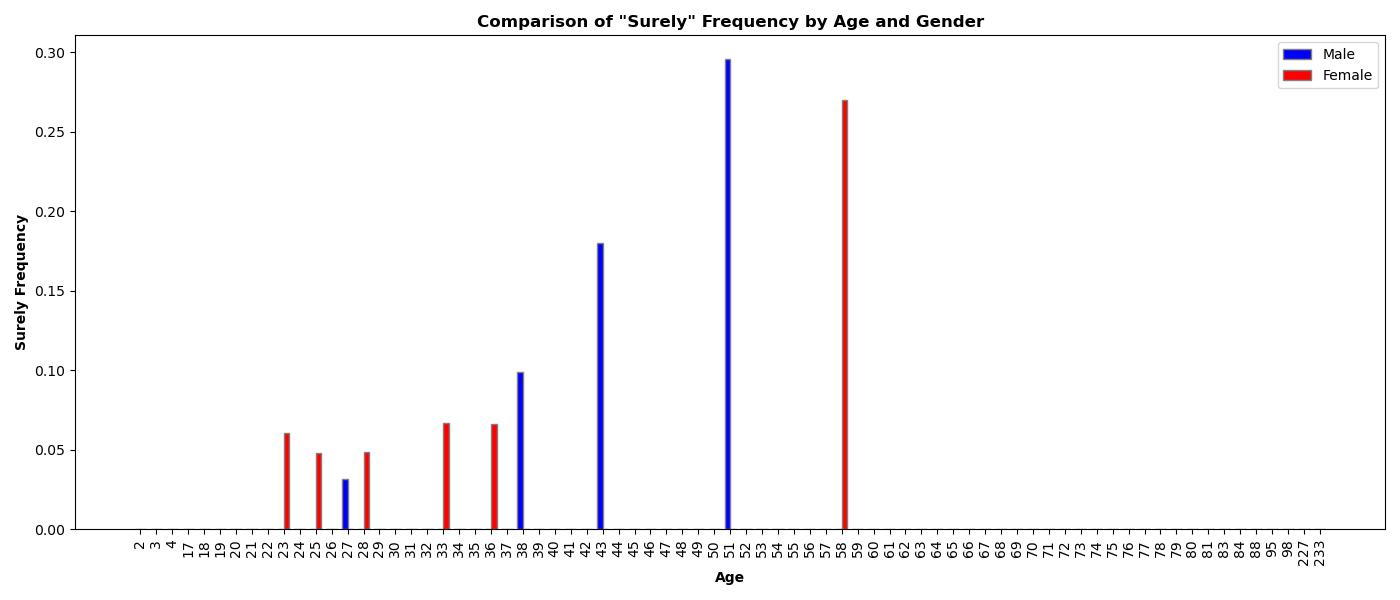 Comparison of "Surely" Frequency by Age and Gender
Male
Female
Surely Frequency
0.30
0.25
0.20
0.15
0.10
0.05
0.00
2 3 4 17 18 19 20 21 22 23 24 25 26 27 28 29 30 31 32 33 34 35 36 37 38 39 40 41 42 43 44 45 46 47 48 49 50 51 52 53 54 55 56 57 58 59 60 61 62 63 64 65 66 67 68 69 70 71 72 73 74 75 76 77 78 79 80 81 83 84 88 95 98 227 233
Age